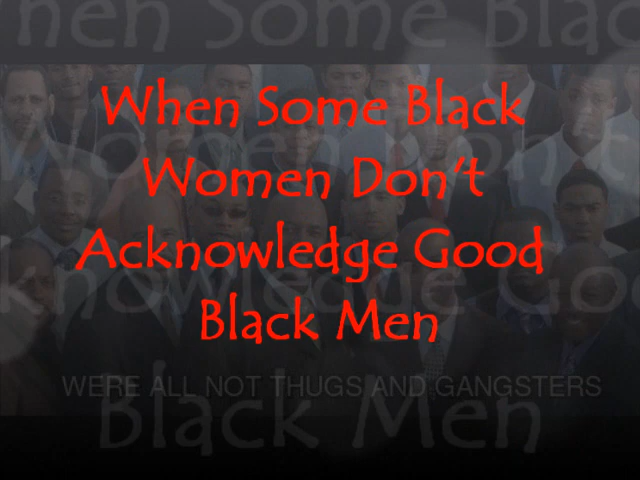 When Some Black
Women Don't
Acknowledge Good
Black Men
WERE ALL NOT THUGS AND GANGSTERS